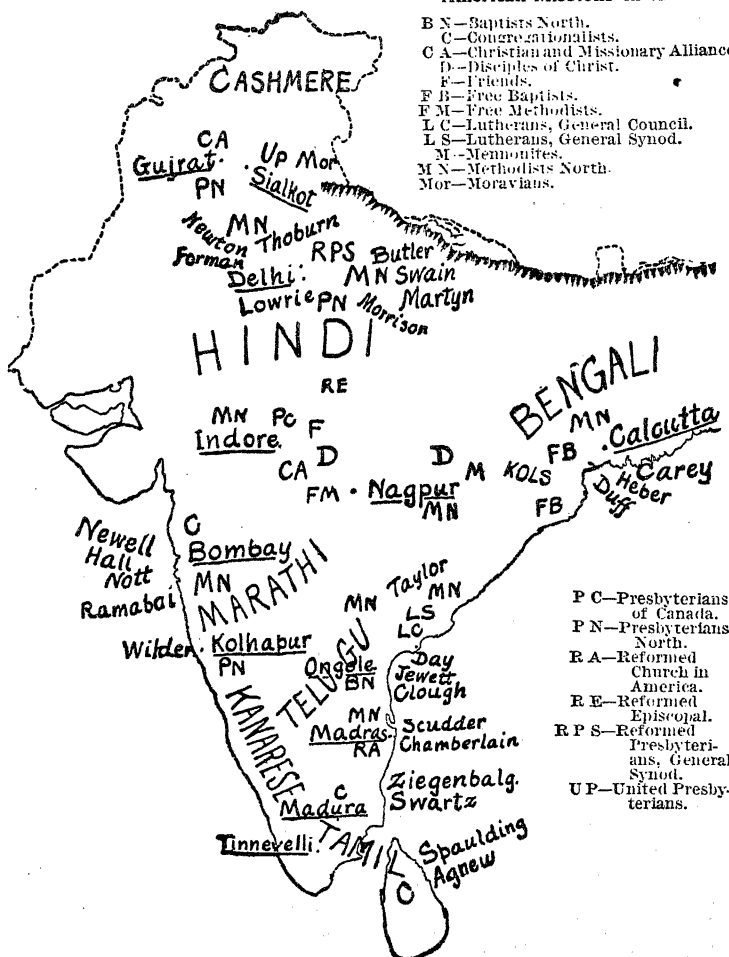 B N—Baptists North.
C—Congregationalists.
C A—Christian and Missionary Alliance
D—Disciples of Christ.
F—Friends.
F B—Free Baptists.
F M—Free Methodists.
L C—Lutherans, General Council.
L S—Lutherans, General Synod.
M—Mennonites.
M N—Methodists North.
Mor—Moravians.
CASHMERE
CA
Gujrat
PN
UP Mor
Sialkot
MN
Newton
Forman
Thoburn
RPS Butler
Delhi
MN Swain
Lowrie PN Morrison
Martyn
HINDI
RE
MN PC
Indore
F
D
CA
FM
D
Nagpur
MN
M
KOLS
BENGALI
MN
Calcutta
FB
FB
Carey
Heber
Duff
Newell
Hall
Nott
Ramabai
C
Bombay
MN
MARATHI
Wilder
Kolhapur
PN
Taylor
MN
MN
LS
LC
TELUGU
Ongole
BN
Day
Jewett
Clough
KANARESE
MN
Madras
RA
Scudder
Chamberlain
C
Madura
Ziegenbalg.
Swartz
Tinnevelli
TAMIL
C
Spaulding
Agnew
P C—Presbyterians
of Canada.
P N—Presbyterians
North.
R A—Reformed
Church in
America.
R E—Reformed
Episcopal.
R P S—Reformed
Presbyteri-
ans, General
Synod.
U P—United Presby-
terians.